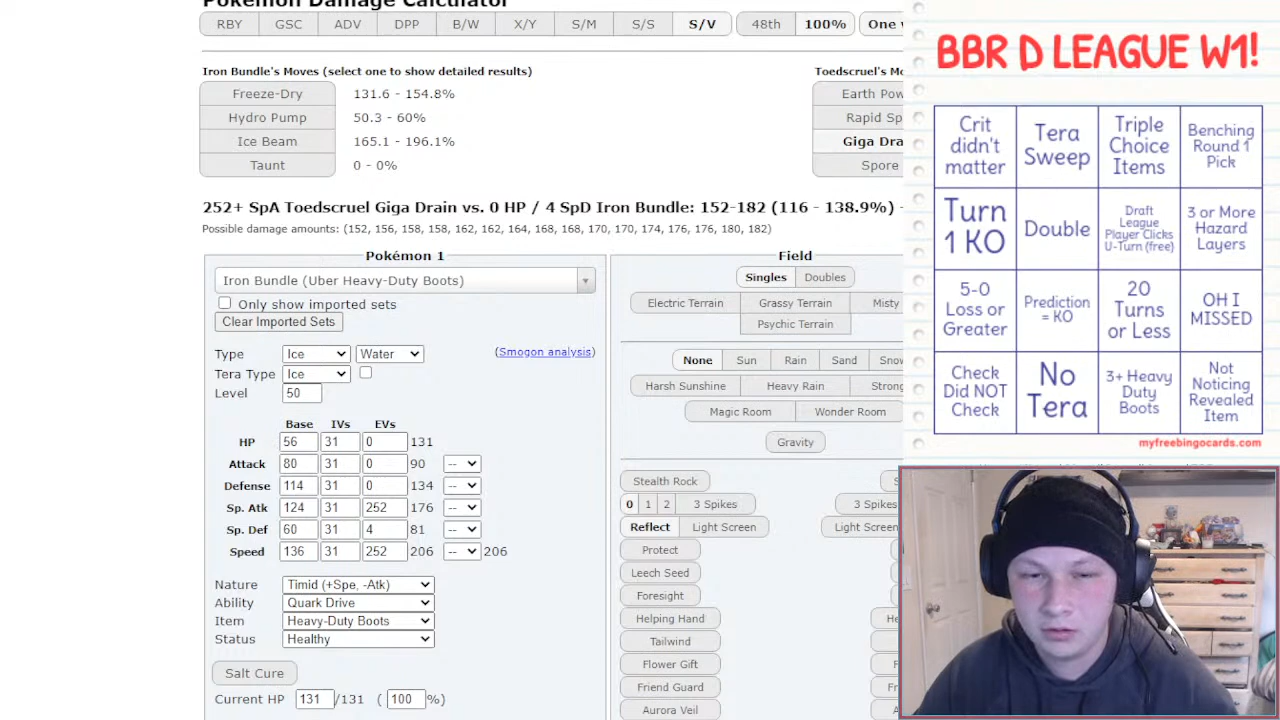 Pokémon Damage Calculator
RBY GSC ADV DPP B/W X/Y S/M S/S S/V 48th 100% One
Iron Bundle's Moves (select one to show detailed results)
Freeze-Dry 131.6 - 154.8%
Hydro Pump 50.3 - 60%
Ice Beam 165.1 - 196.1%
Taunt 0 - 0%
Toedscruel's M
Earth Pow
Rapid Sp
Giga Dra
Spore
252+ SpA Toedscruel Giga Drain vs. 0 HP / 4 SpD Iron Bundle: 152-182 (116 - 138.9%) -
Possible damage amounts: (152, 156, 158, 158, 162, 162, 164, 168, 168, 170, 170, 174, 176, 176, 180, 182)
Pokémon 1
Iron Bundle (Uber Heavy-Duty Boots)
Only show imported sets
Clear Imported Sets
Type Ice Water (Smogon analysis)
Tera Type Ice
Level 50
Base IVs EVs
HP 56 31 0 131
Attack 80 31 0 90 --
Defense 114 31 0 134 --
Sp. Atk 124 31 252 176 --
Sp. Def 60 31 4 81 --
Speed 136 31 252 206 -- 206
Nature Timid (+Spe, -Atk)
Ability Quark Drive
Item Heavy-Duty Boots
Status Healthy
Salt Cure
Current HP 131 /131 ( 100 %)
Field
Singles Doubles
Electric Terrain Grassy Terrain Misty
Psychic Terrain
None Sun Rain Sand Snow
Harsh Sunshine Heavy Rain Strong
Magic Room Wonder Room
Gravity
Stealth Rock S
0 1 2 3 Spikes 3 Spikes
Reflect Light Screen Light Screen
Protect
Leech Seed
Foresight
Helping Hand He
Tailwind
Flower Gift F
Friend Guard F
Aurora Veil A
BBR D LEAGUE W1!
Crit
didn't
matter
Tera
Sweep
Triple
Choice
Items
Benching
Round 1
Pick
Turn
1 KO
Double
Draft
League
Player Clicks
U-Turn (free)
3 or More
Hazard
Layers
5-0
Loss or
Greater
Prediction
= KO
20
Turns
or Less
OH I
MISSED
Check
Did NOT
Check
No
Tera
3+ Heavy
Duty
Boots
Not
Noticing
Revealed
Item
myfreebingocards.com